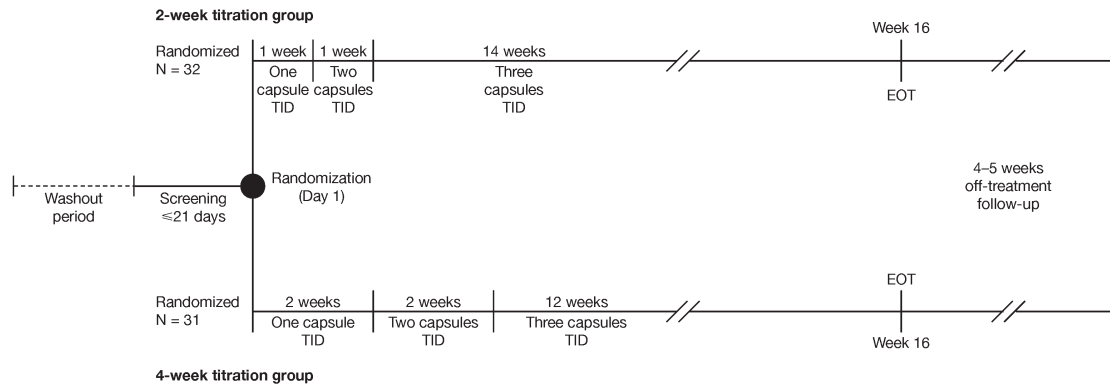 2-week titration group
Randomized
N = 32
1 week
1 week
14 weeks
One
capsule
TID
Two
capsules
TID
Three
capsules
TID
Week 16
EOT
Washout
period
Screening
≤21 days
Randomization
(Day 1)
4–5 weeks
off-treatment
follow-up
Randomized
N = 31
2 weeks
2 weeks
12 weeks
One capsule
TID
Two capsules
TID
Three capsules
TID
EOT
Week 16
4-week titration group